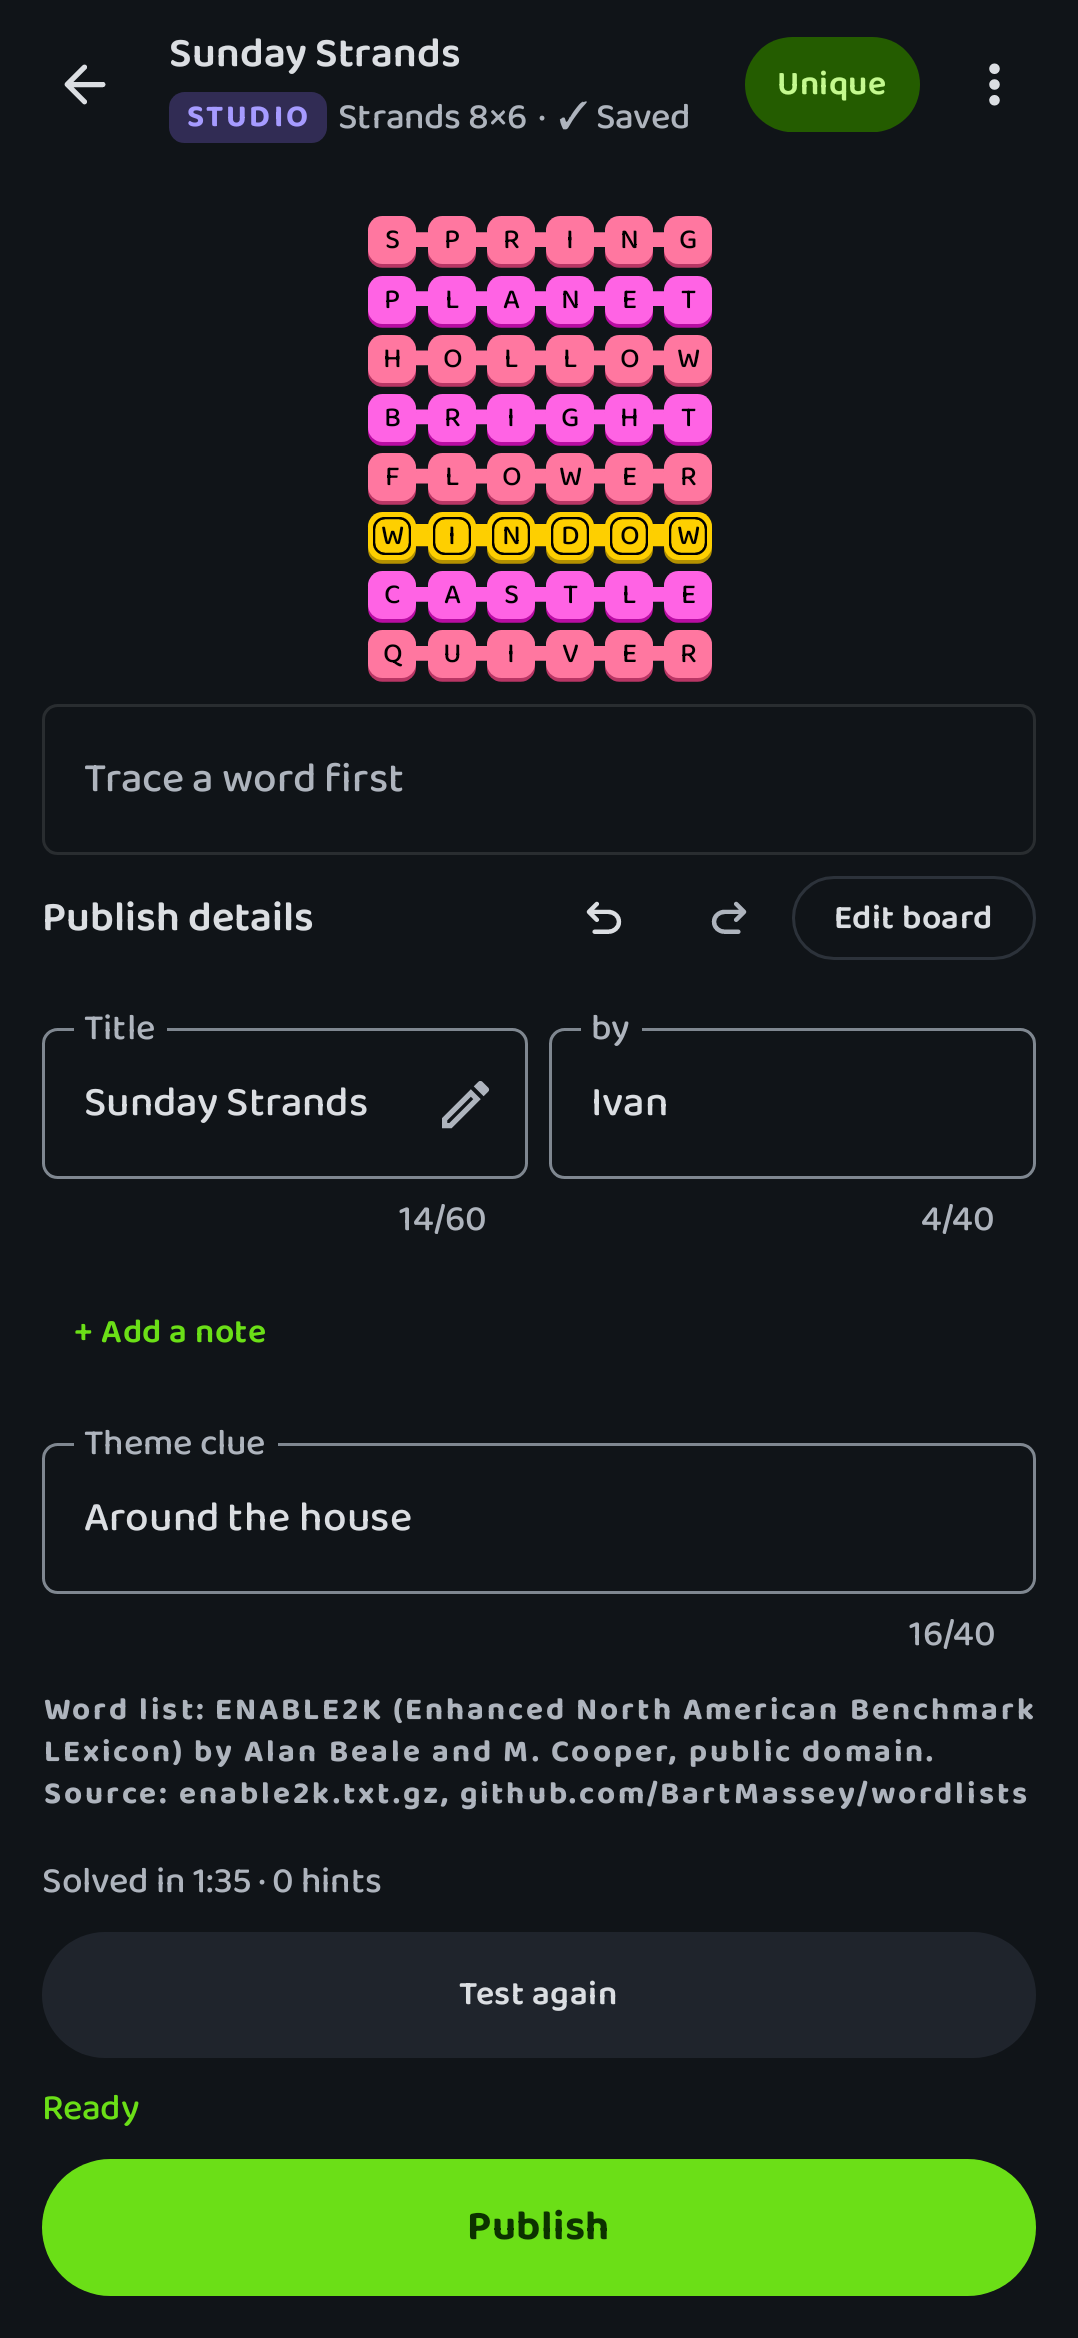 Sunday Strands
STUDIO Strands 8×6 · ✓ Saved
Unique
S P R I N G
P L A N E T
H O L L O W
B R I G H T
F L O W E R
W I N D O W
C A S T L E
Q U I V E R
Trace a word first
Publish details
Edit board
Title
Sunday Strands
14/60
by
Ivan
4/40
+ Add a note
Theme clue
Around the house
16/40
Word list: ENABLE2K (Enhanced North American Benchmark
LExicon) by Alan Beale and M. Cooper, public domain.
Source: enable2k.txt.gz, github.com/BartMassey/wordlists
Solved in 1:35 · 0 hints
Test again
Ready
Publish